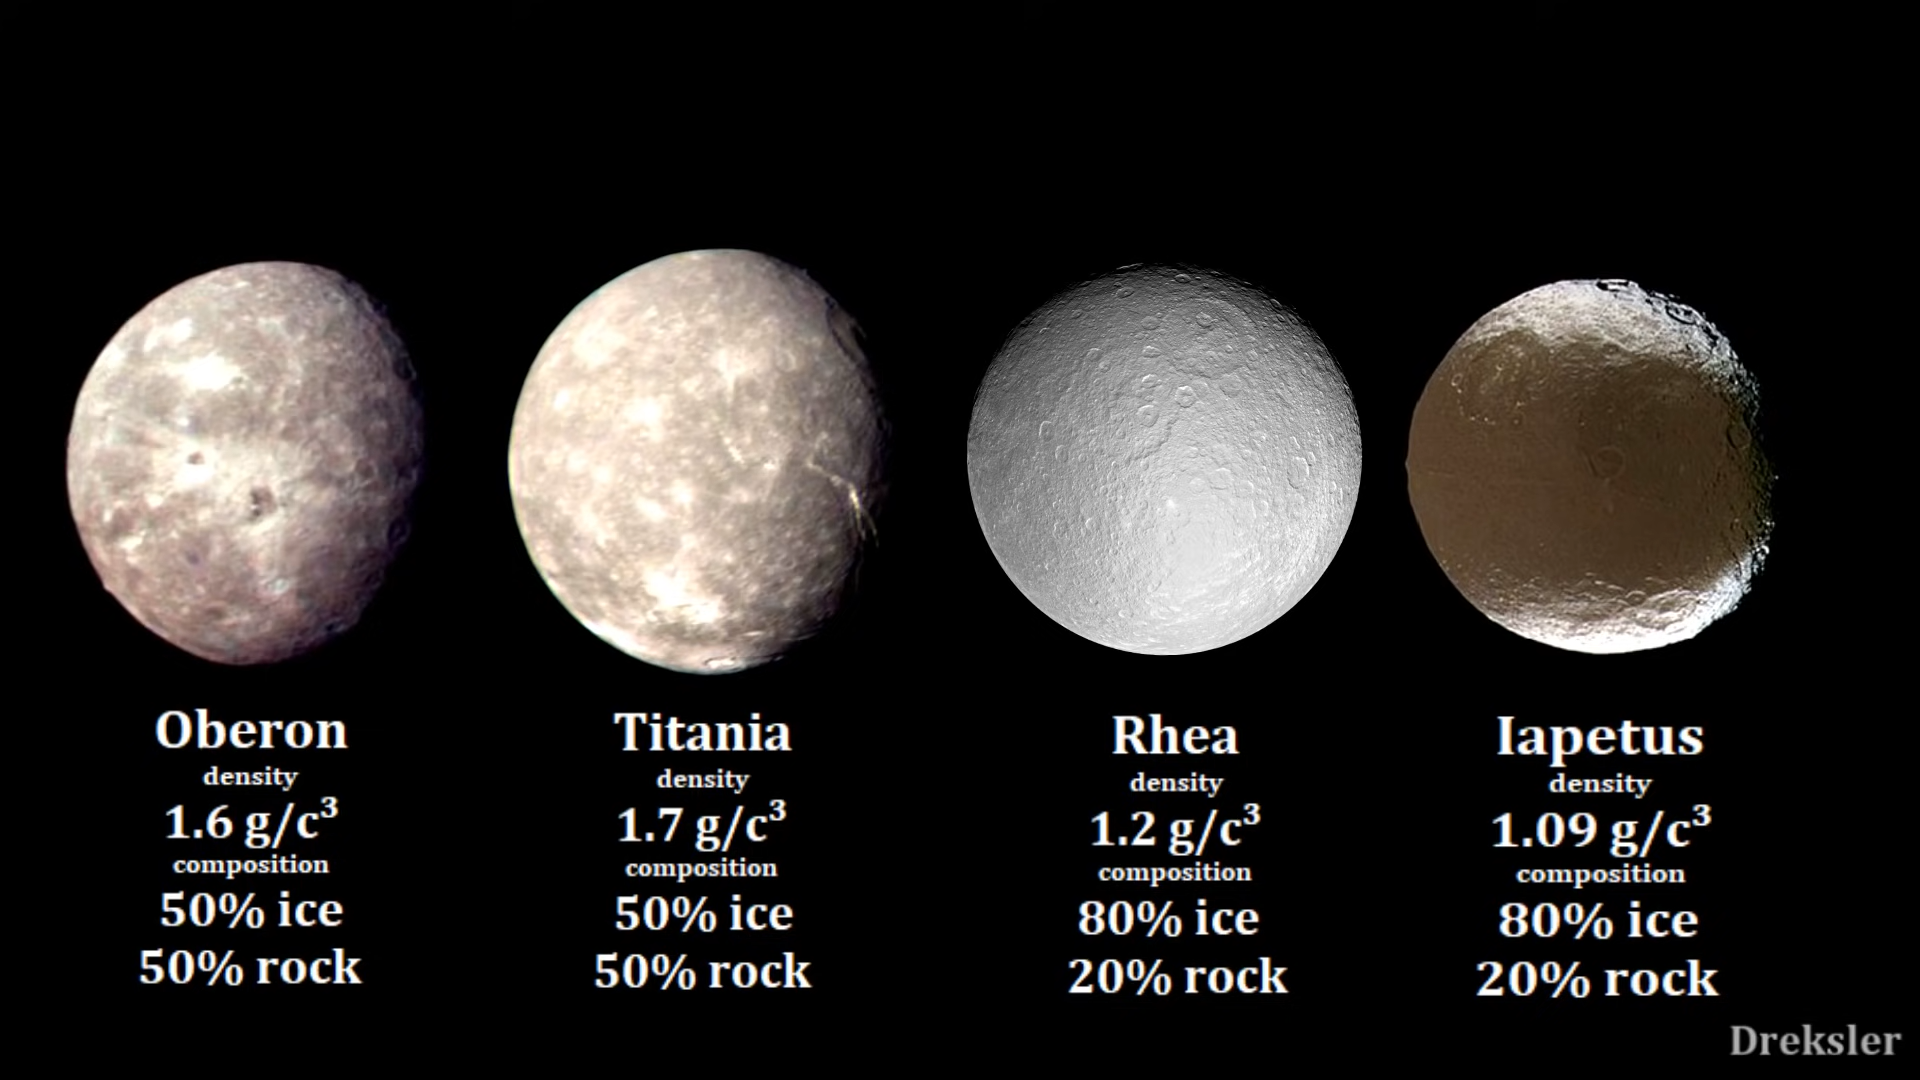 Oberon
density
1.6 g/c³
composition
50% ice
50% rock
Titania
density
1.7 g/c³
composition
50% ice
50% rock
Rhea
density
1.2 g/c³
composition
80% ice
20% rock
Iapetus
density
1.09 g/c³
composition
80% ice
20% rock
Dreksler